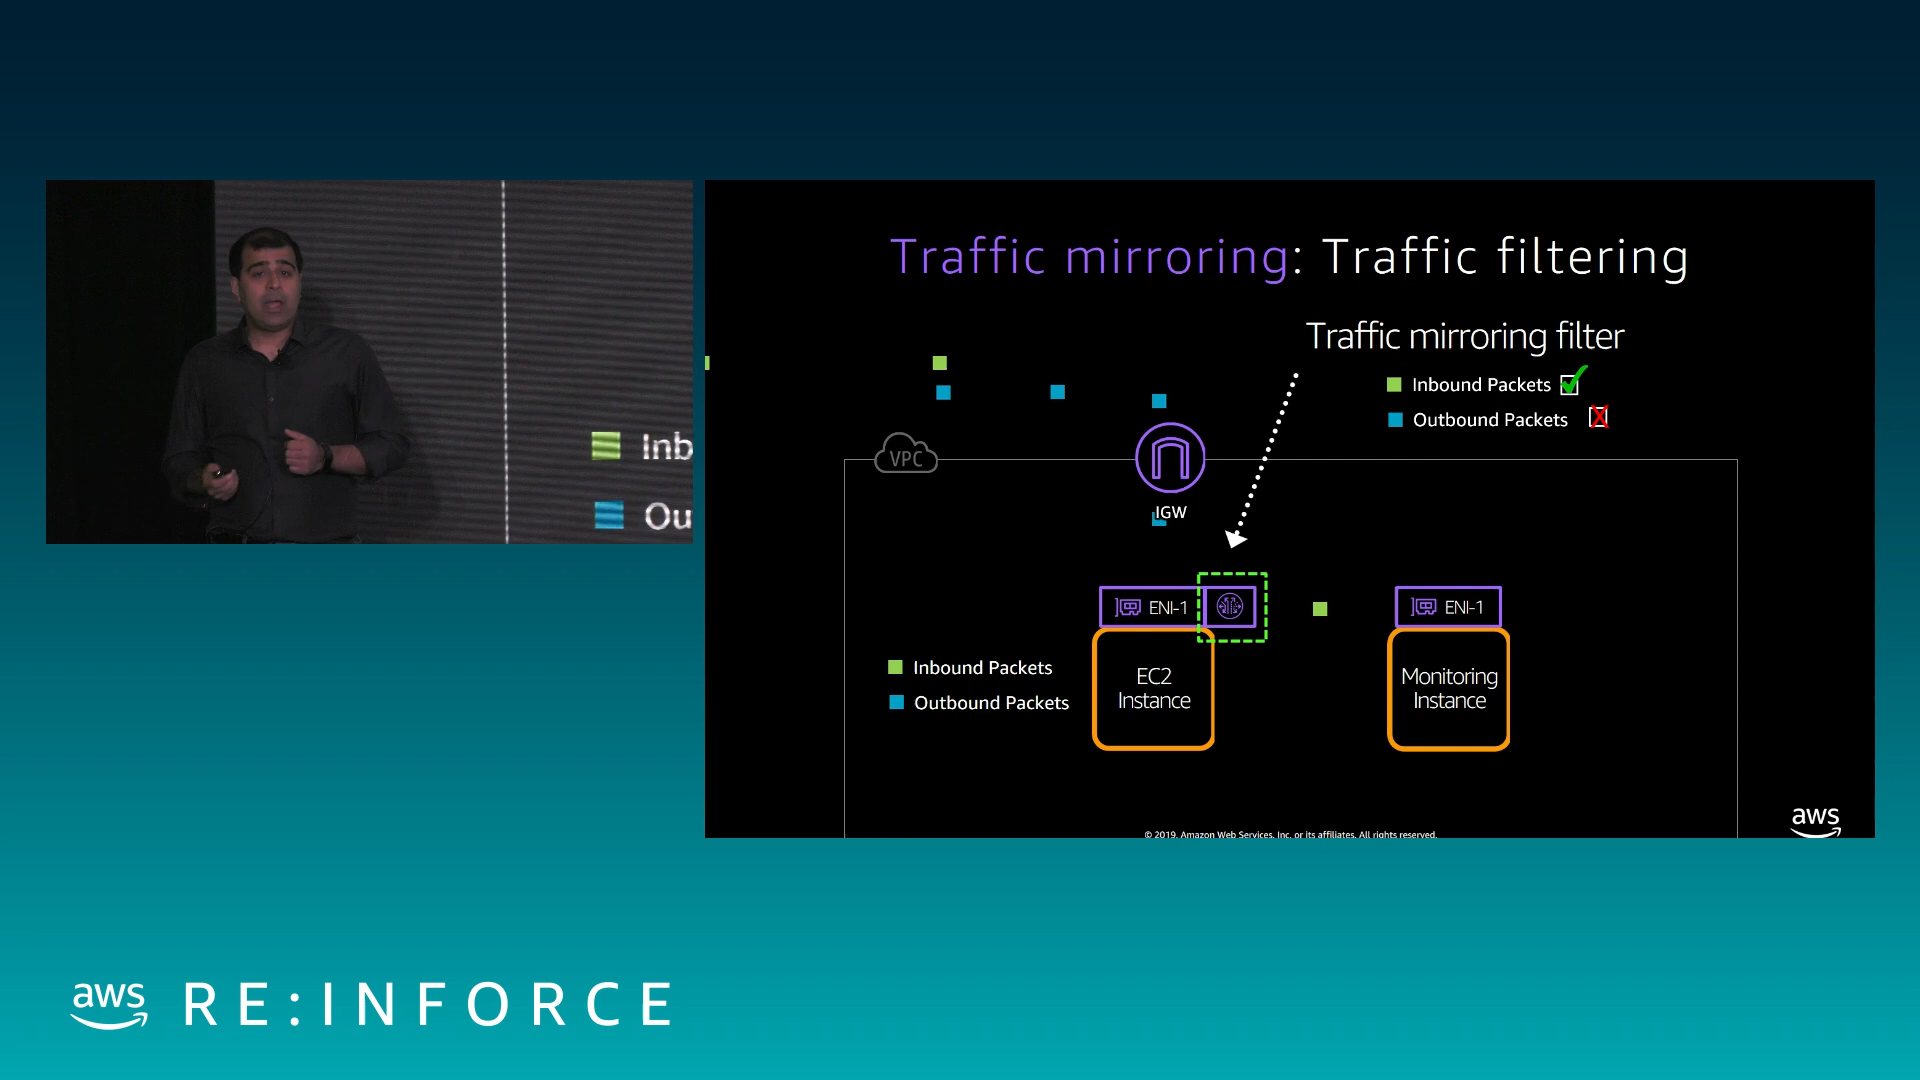 Traffic mirroring: Traffic filtering
Traffic mirroring filter
Inbound Packets
Outbound Packets
VPC
IGW
ENI-1
ENI-1
EC2
Instance
Monitoring
Instance
Inbound Packets
Outbound Packets
© 2019, Amazon Web Services, Inc. or its affiliates. All rights reserved.
aws
Inb
Ou
aws RE:INFORCE